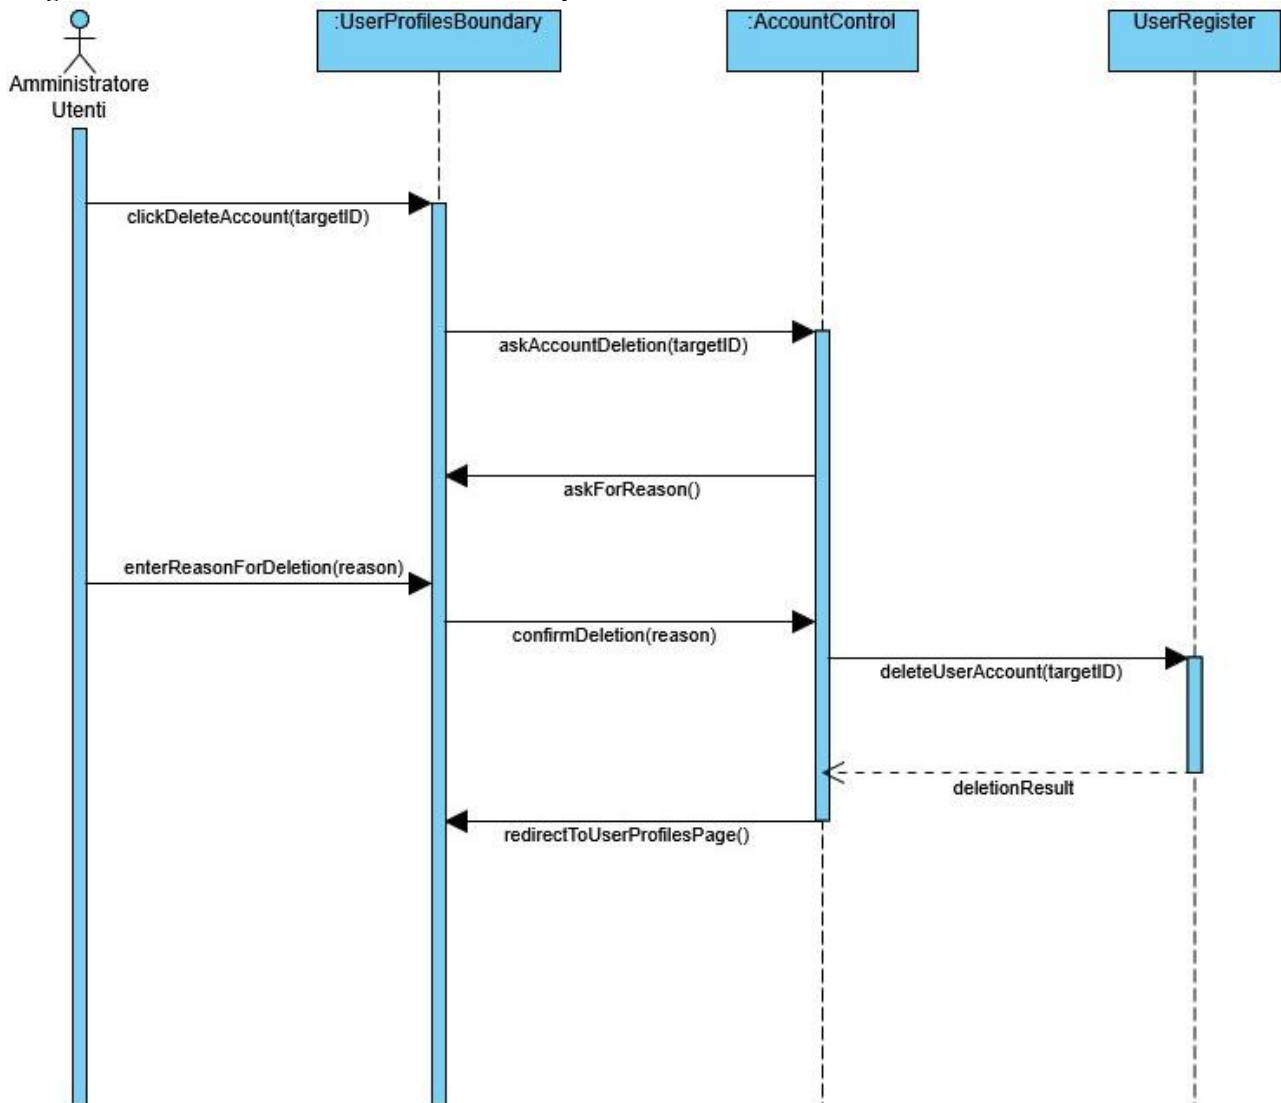 :UserProfilesBoundary
:AccountControl
UserRegister
Amministratore
Utenti
clickDeleteAccount(targetID)
askAccountDeletion(targetID)
askForReason()
enterReasonForDeletion(reason)
confirmDeletion(reason)
deleteUserAccount(targetID)
deletionResult
redirectToUserProfilesPage()